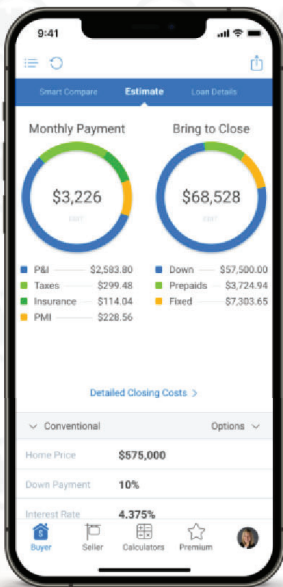 9:41
Smart Compare Estimate Loan Details
Monthly Payment Bring to Close
$3,226 $68,528
P&I $2,583.80 Down $57,500.00
Taxes $299.48 Prepaids $3,724.94
Insurance $114.04 Fixed $7,303.65
PMI $228.56
Detailed Closing Costs >
Conventional Options
Home Price $575,000
Down Payment 10%
Interest Rate 4.375%
Buyer Seller Calculators Premium